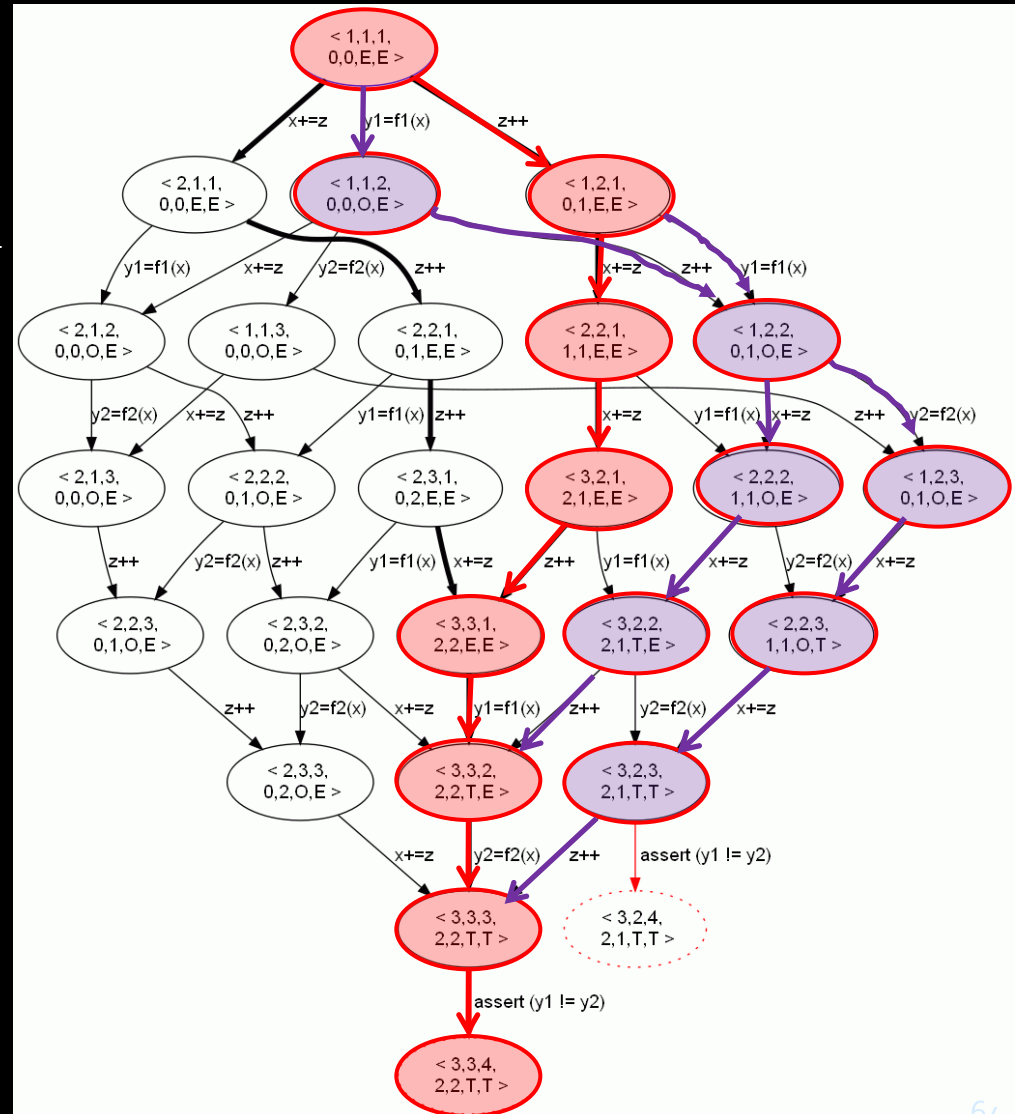 < 1,1,1,
0,0,E,E >
x+=z
y1=f1(x)
z++
< 2,1,1,
0,0,E,E >
< 1,1,2,
0,0,O,E >
< 1,2,1,
0,1,E,E >
y1=f1(x)
x+=z
y2=f2(x)
z++
x+=z
z++
y1=f1(x)
< 2,1,2,
0,0,O,E >
< 1,1,3,
0,0,O,E >
< 2,2,1,
0,1,E,E >
< 2,2,1,
1,1,E,E >
< 1,2,2,
0,1,O,E >
y2=f2(x)
z++
x+=z
y1=f1(x)
z++
x+=z
y1=f1(x)
x+=z
z++
y2=f2(x)
< 2,1,3,
0,0,O,E >
< 2,2,2,
0,1,O,E >
< 2,3,1,
0,2,E,E >
< 3,2,1,
2,1,E,E >
< 2,2,2,
1,1,O,E >
< 1,2,3,
0,1,O,E >
z++
y2=f2(x)
z++
y1=f1(x)
x+=z
z++
y1=f1(x)
x+=z
y2=f2(x)
x+=z
< 2,2,3,
0,1,O,E >
< 2,3,2,
0,2,O,E >
< 3,3,1,
2,2,E,E >
< 3,2,2,
2,1,T,E >
< 2,2,3,
1,1,O,T >
z++
y2=f2(x)
x+=z
y1=f1(x)
z++
y2=f2(x)
x+=z
< 2,3,3,
0,2,O,E >
< 3,3,2,
2,2,T,E >
< 3,2,3,
2,1,T,T >
x+=z
y2=f2(x)
z++
assert (y1 != y2)
< 3,3,3,
2,2,T,T >
< 3,2,4,
2,1,T,T >
assert (y1 != y2)
< 3,3,4,
2,2,T,T >